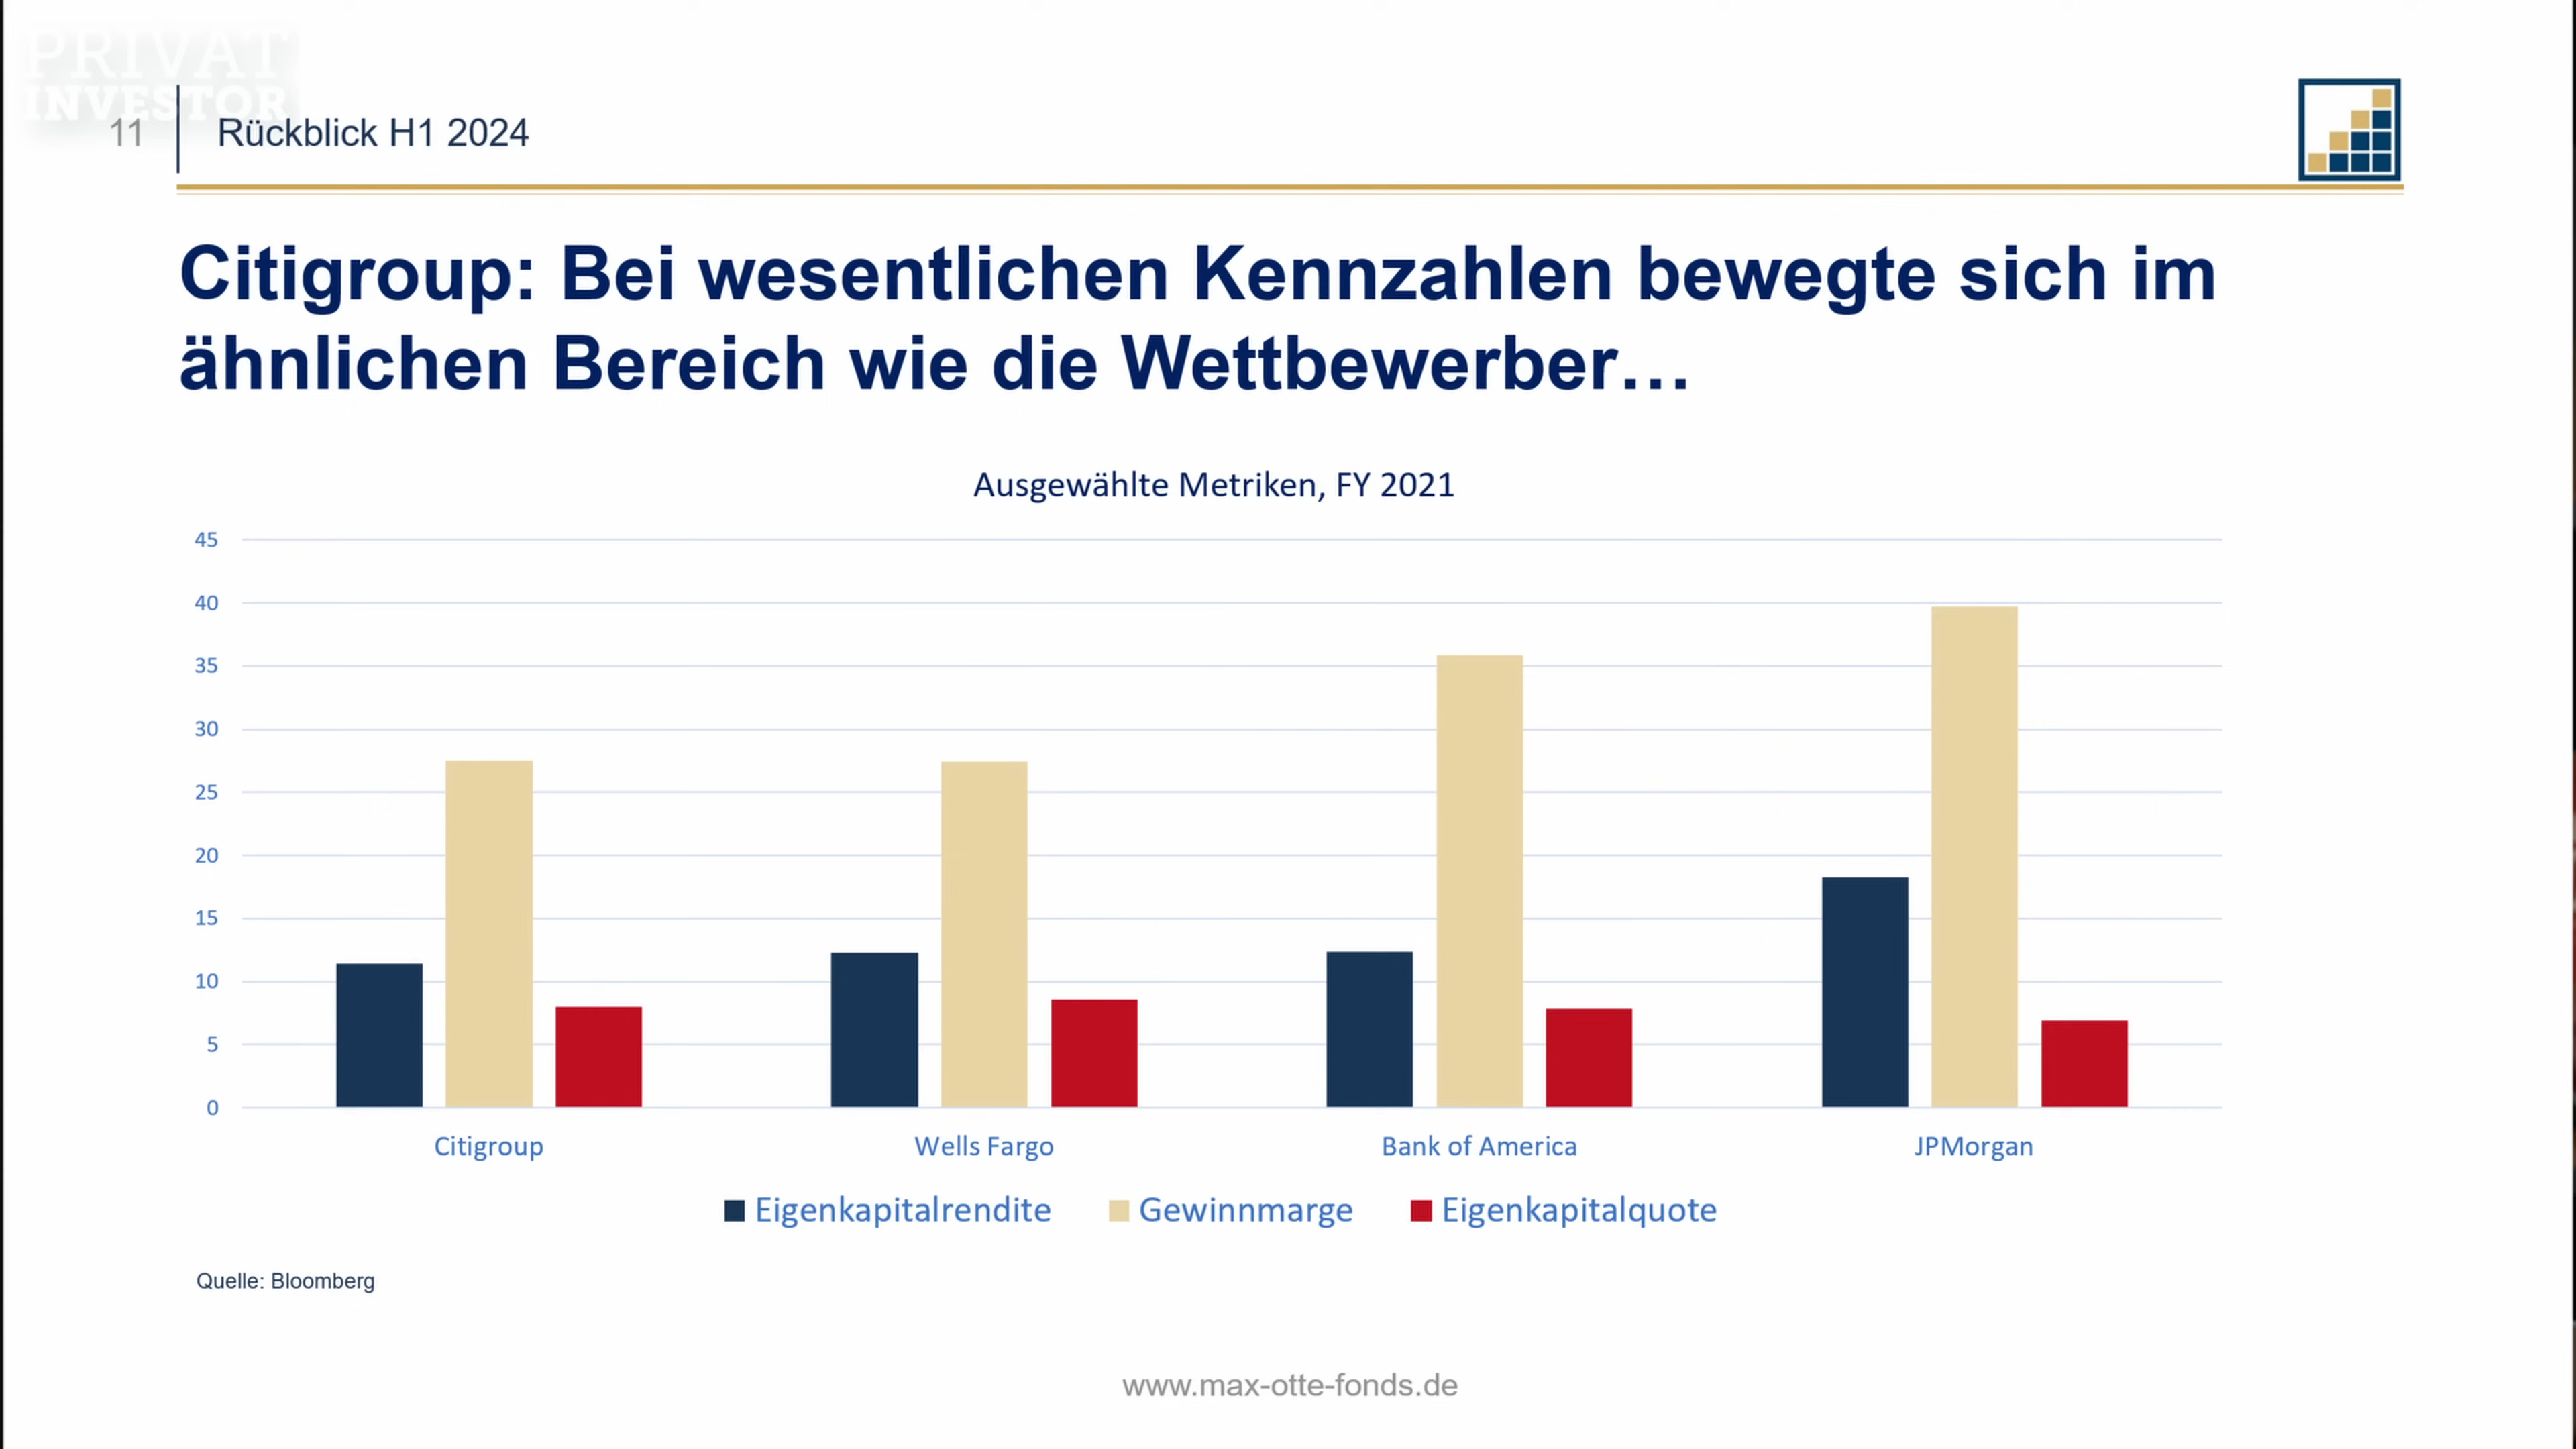 PRIVAT
INVESTOR
11
Rückblick H1 2024
Citigroup: Bei wesentlichen Kennzahlen bewegte sich im
ähnlichen Bereich wie die Wettbewerber…
Ausgewählte Metriken, FY 2021
45
40
35
30
25
20
15
10
5
0
Citigroup Wells Fargo Bank of America JPMorgan
Eigenkapitalrendite Gewinnmarge Eigenkapitalquote
Quelle: Bloomberg
www.max-otte-fonds.de